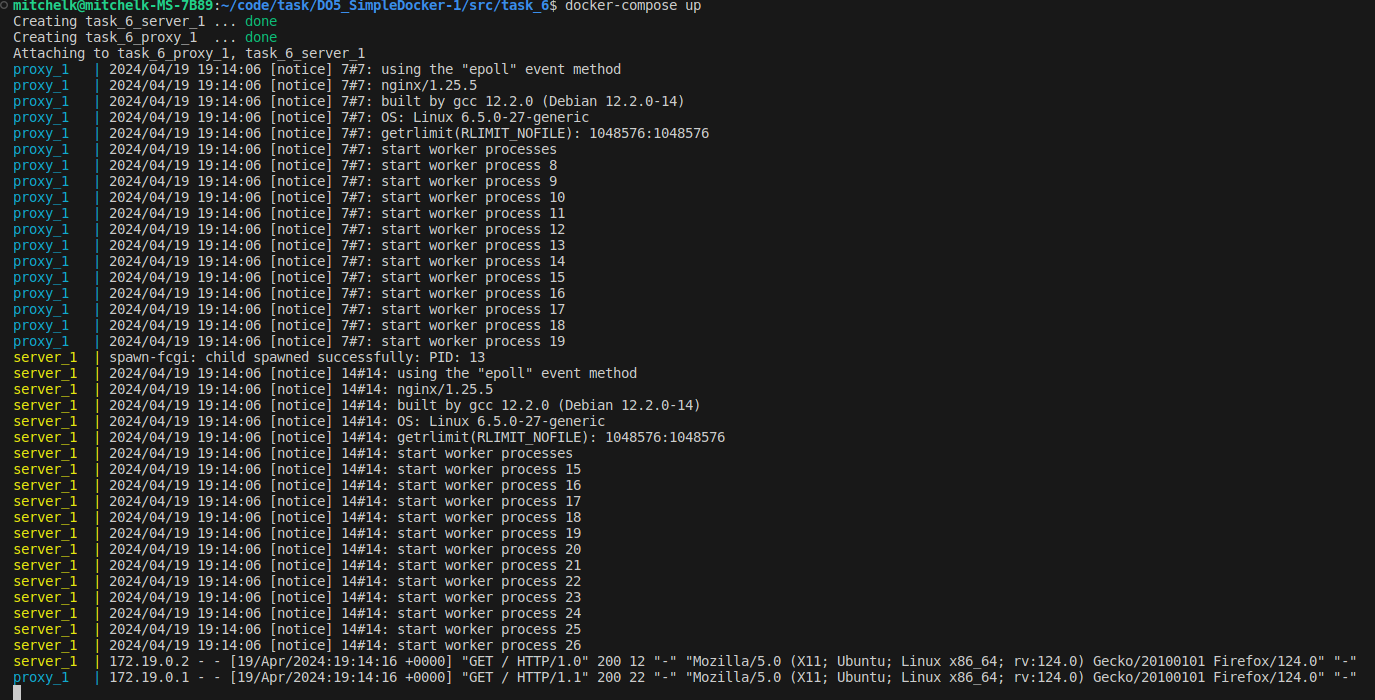 mitchelk@mitchelk-MS-7B89:~/code/task/DO5_SimpleDocker-1/src/task_6$ docker-compose up
Creating task_6_server_1 ... done
Creating task_6_proxy_1  ... done
Attaching to task_6_proxy_1, task_6_server_1
proxy_1   | 2024/04/19 19:14:06 [notice] 7#7: using the "epoll" event method
proxy_1   | 2024/04/19 19:14:06 [notice] 7#7: nginx/1.25.5
proxy_1   | 2024/04/19 19:14:06 [notice] 7#7: built by gcc 12.2.0 (Debian 12.2.0-14)
proxy_1   | 2024/04/19 19:14:06 [notice] 7#7: OS: Linux 6.5.0-27-generic
proxy_1   | 2024/04/19 19:14:06 [notice] 7#7: getrlimit(RLIMIT_NOFILE): 1048576:1048576
proxy_1   | 2024/04/19 19:14:06 [notice] 7#7: start worker processes
proxy_1   | 2024/04/19 19:14:06 [notice] 7#7: start worker process 8
proxy_1   | 2024/04/19 19:14:06 [notice] 7#7: start worker process 9
proxy_1   | 2024/04/19 19:14:06 [notice] 7#7: start worker process 10
proxy_1   | 2024/04/19 19:14:06 [notice] 7#7: start worker process 11
proxy_1   | 2024/04/19 19:14:06 [notice] 7#7: start worker process 12
proxy_1   | 2024/04/19 19:14:06 [notice] 7#7: start worker process 13
proxy_1   | 2024/04/19 19:14:06 [notice] 7#7: start worker process 14
proxy_1   | 2024/04/19 19:14:06 [notice] 7#7: start worker process 15
proxy_1   | 2024/04/19 19:14:06 [notice] 7#7: start worker process 16
proxy_1   | 2024/04/19 19:14:06 [notice] 7#7: start worker process 17
proxy_1   | 2024/04/19 19:14:06 [notice] 7#7: start worker process 18
proxy_1   | 2024/04/19 19:14:06 [notice] 7#7: start worker process 19
server_1  | spawn-fcgi: child spawned successfully: PID: 13
server_1  | 2024/04/19 19:14:06 [notice] 14#14: using the "epoll" event method
server_1  | 2024/04/19 19:14:06 [notice] 14#14: nginx/1.25.5
server_1  | 2024/04/19 19:14:06 [notice] 14#14: built by gcc 12.2.0 (Debian 12.2.0-14)
server_1  | 2024/04/19 19:14:06 [notice] 14#14: OS: Linux 6.5.0-27-generic
server_1  | 2024/04/19 19:14:06 [notice] 14#14: getrlimit(RLIMIT_NOFILE): 1048576:1048576
server_1  | 2024/04/19 19:14:06 [notice] 14#14: start worker processes
server_1  | 2024/04/19 19:14:06 [notice] 14#14: start worker process 15
server_1  | 2024/04/19 19:14:06 [notice] 14#14: start worker process 16
server_1  | 2024/04/19 19:14:06 [notice] 14#14: start worker process 17
server_1  | 2024/04/19 19:14:06 [notice] 14#14: start worker process 18
server_1  | 2024/04/19 19:14:06 [notice] 14#14: start worker process 19
server_1  | 2024/04/19 19:14:06 [notice] 14#14: start worker process 20
server_1  | 2024/04/19 19:14:06 [notice] 14#14: start worker process 21
server_1  | 2024/04/19 19:14:06 [notice] 14#14: start worker process 22
server_1  | 2024/04/19 19:14:06 [notice] 14#14: start worker process 23
server_1  | 2024/04/19 19:14:06 [notice] 14#14: start worker process 24
server_1  | 2024/04/19 19:14:06 [notice] 14#14: start worker process 25
server_1  | 2024/04/19 19:14:06 [notice] 14#14: start worker process 26
server_1  | 172.19.0.2 - - [19/Apr/2024:19:14:16 +0000] "GET / HTTP/1.0" 200 12 "-" "Mozilla/5.0 (X11; Ubuntu; Linux x86_64; rv:124.0) Gecko/20100101 Firefox/124.0" "-"
proxy_1   | 172.19.0.1 - - [19/Apr/2024:19:14:16 +0000] "GET / HTTP/1.1" 200 22 "-" "Mozilla/5.0 (X11; Ubuntu; Linux x86_64; rv:124.0) Gecko/20100101 Firefox/124.0" "-"